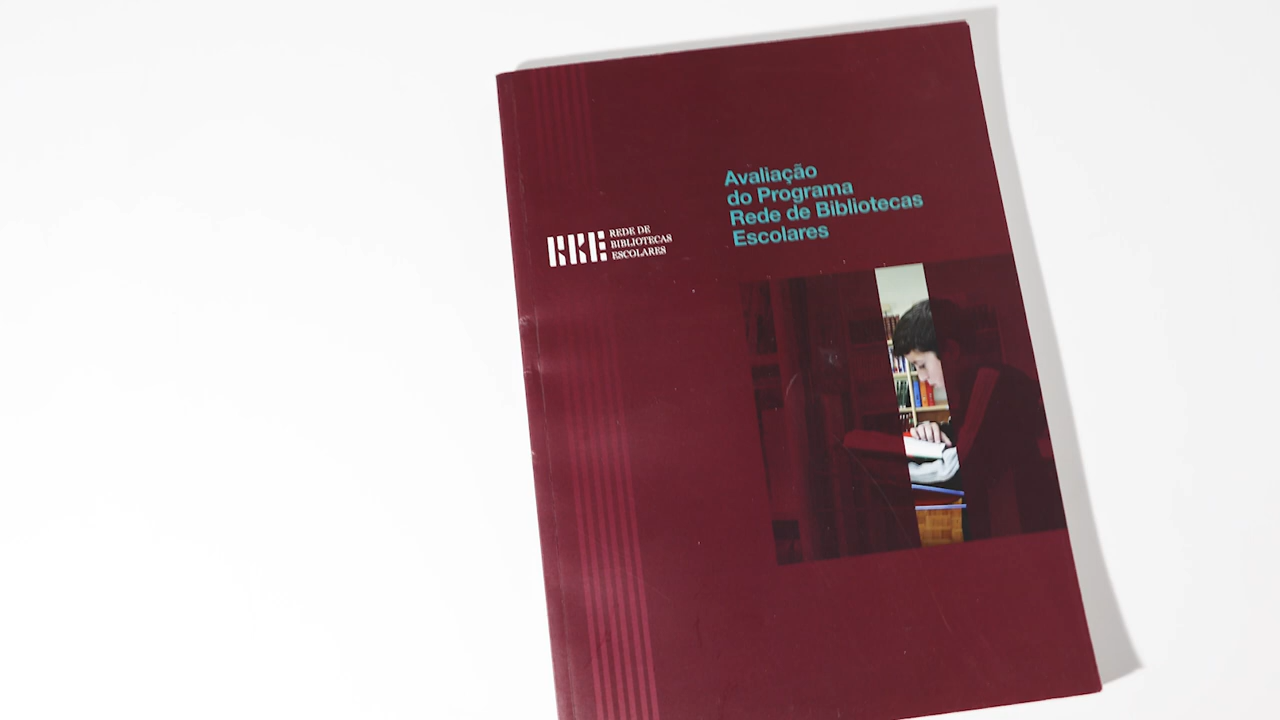 Avaliação
do Programa
Rede de Bibliotecas
Escolares
RBE
REDE DE
BIBLIOTECAS
ESCOLARES